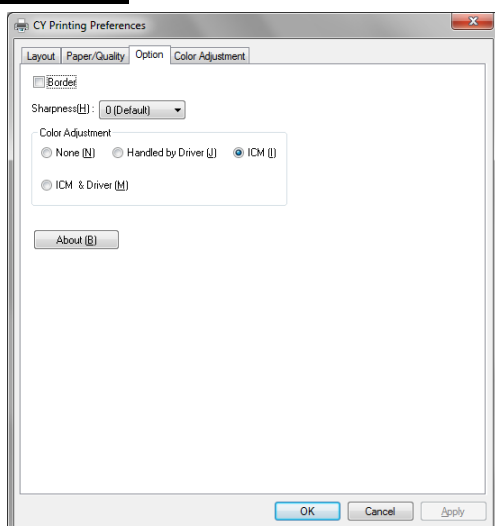 CY Printing Preferences
Layout Paper/Quality Option Color Adjustment
Border
Sharpness[H] : 0 (Default)
Color Adjustment
None (N) Handled by Driver (J) ICM (I)
ICM & Driver (M)
About (B)
OK Cancel Apply